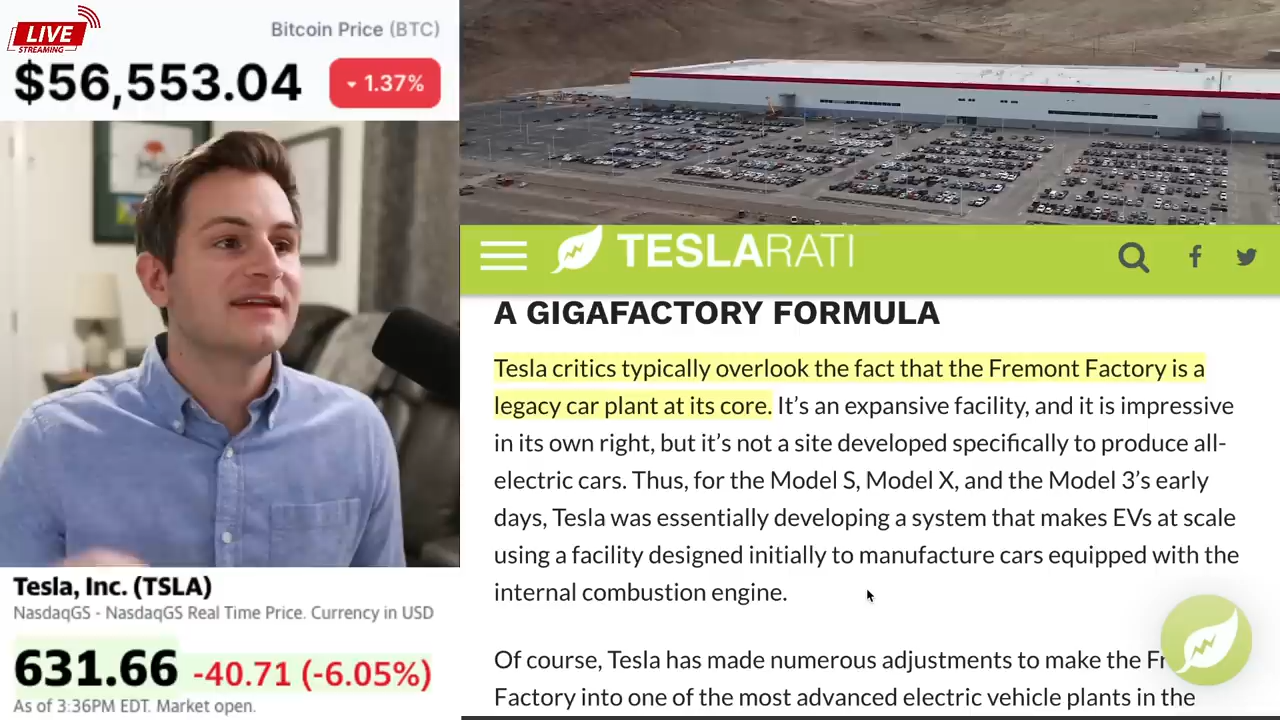 LIVE
STREAMING
Bitcoin Price (BTC)
$56,553.04
1.37%
TESLARATI
A GIGAFACTORY FORMULA
Tesla critics typically overlook the fact that the Fremont Factory is a
legacy car plant at its core. It's an expansive facility, and it is impressive
in its own right, but it's not a site developed specifically to produce all-
electric cars. Thus, for the Model S, Model X, and the Model 3's early
days, Tesla was essentially developing a system that makes EVs at scale
using a facility designed initially to manufacture cars equipped with the
internal combustion engine.
Of course, Tesla has made numerous adjustments to make the Fr
Factory into one of the most advanced electric vehicle plants in the
Tesla, Inc. (TSLA)
NasdaqGS - NasdaqGS Real Time Price. Currency in USD
631.66 -40.71 (-6.05%)
As of 3:36PM EDT. Market open.